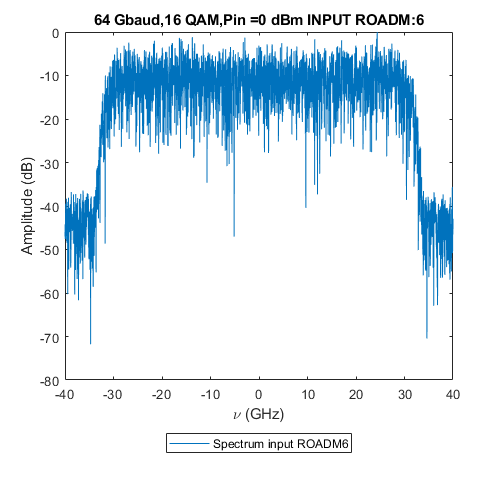 64 Gbaud,16 QAM,Pin =0 dBm INPUT ROADM:6
Amplitude (dB)
0
-10
-20
-30
-40
-50
-60
-70
-80
-40 -30 -20 -10 0 10 20 30 40
ν (GHz)
Spectrum input ROADM6